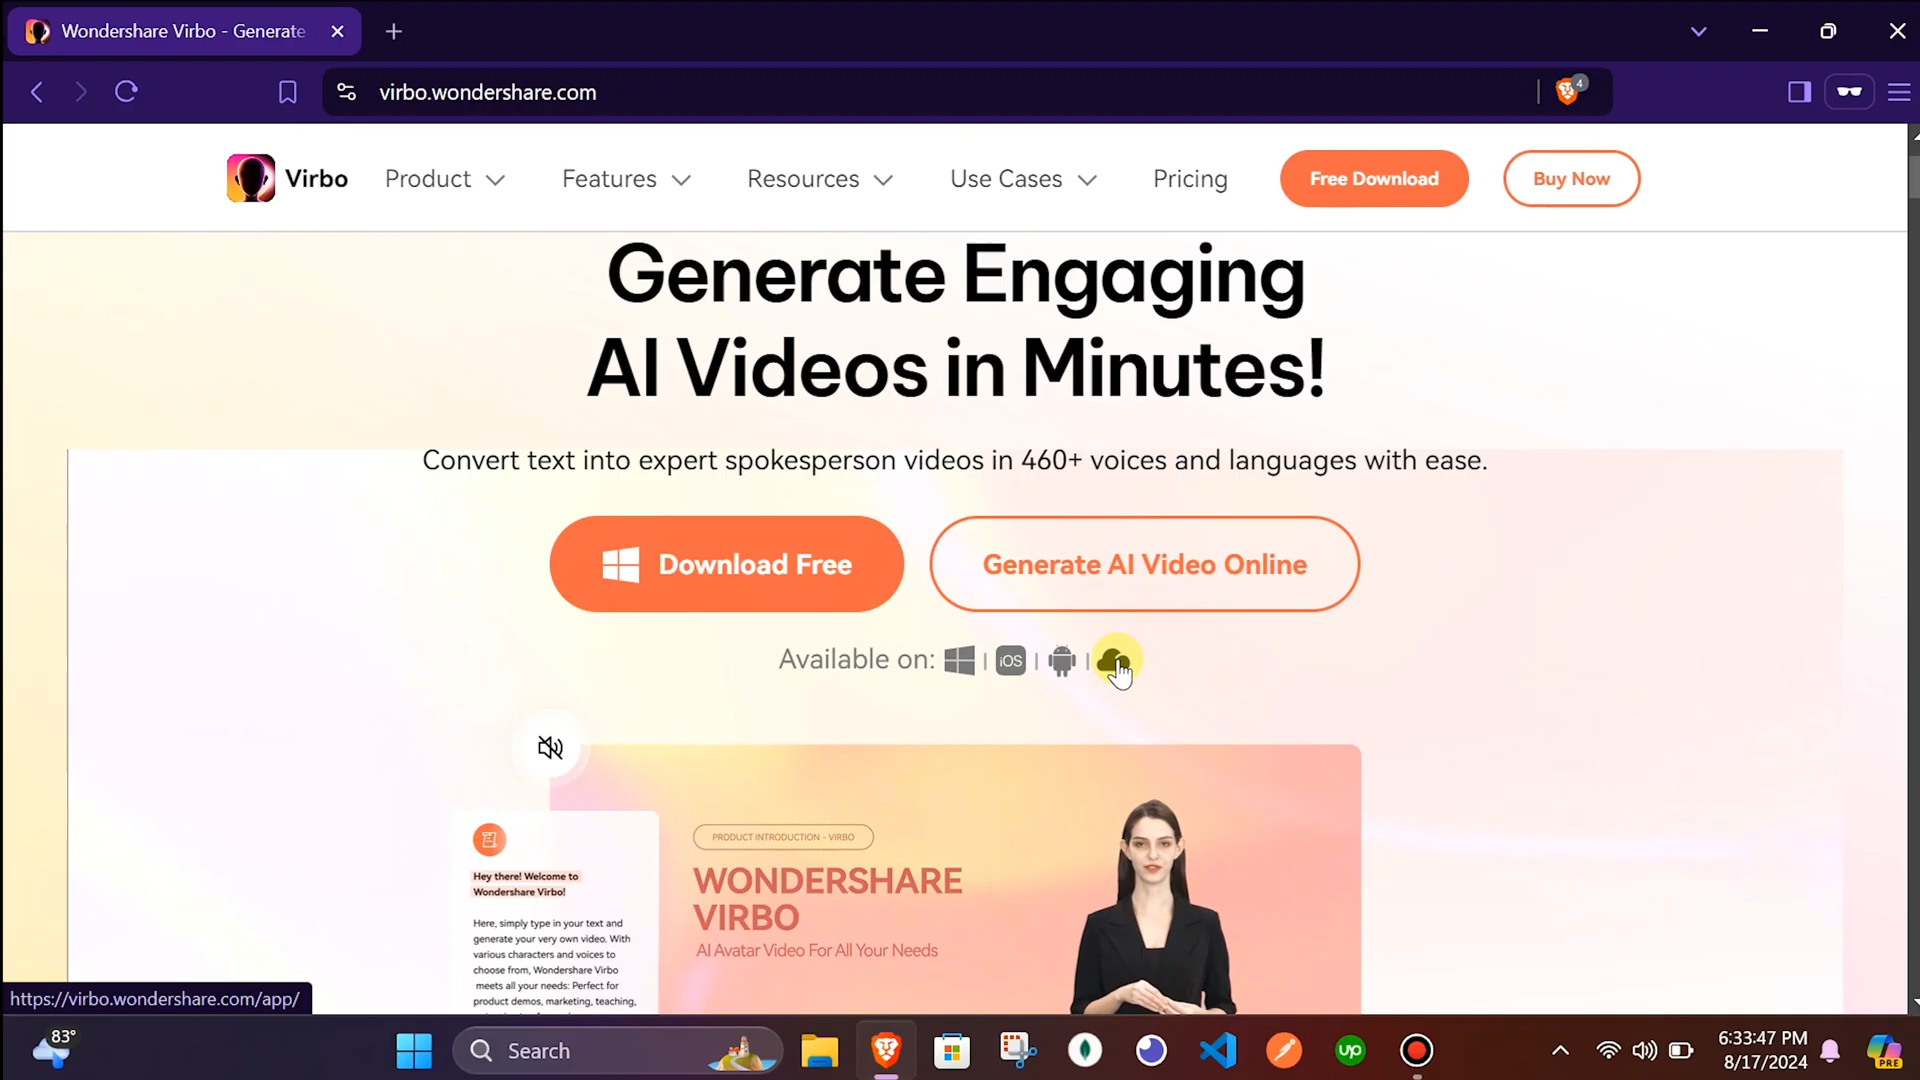 Wondershare Virbo - Generate
virbo.wondershare.com
4
Virbo
Product
Features
Resources
Use Cases
Pricing
Free Download
Buy Now
Generate Engaging
AI Videos in Minutes!
Convert text into expert spokesperson videos in 460+ voices and languages with ease.
Download Free
Generate AI Video Online
Available on:
iOS
PRODUCT INTRODUCTION - VIRBO
WONDERSHARE
VIRBO
AI Avatar Video For All Your Needs
Hey there! Welcome to
Wondershare Virbo!
Here, simply type in your text and
generate your very own video. With
various characters and voices to
choose from, Wondershare Virbo
meets all your needs: Perfect for
product demos, marketing, teaching,
https://virbo.wondershare.com/app/
83°
Search
up
6:33:47 PM
8/17/2024
PRE